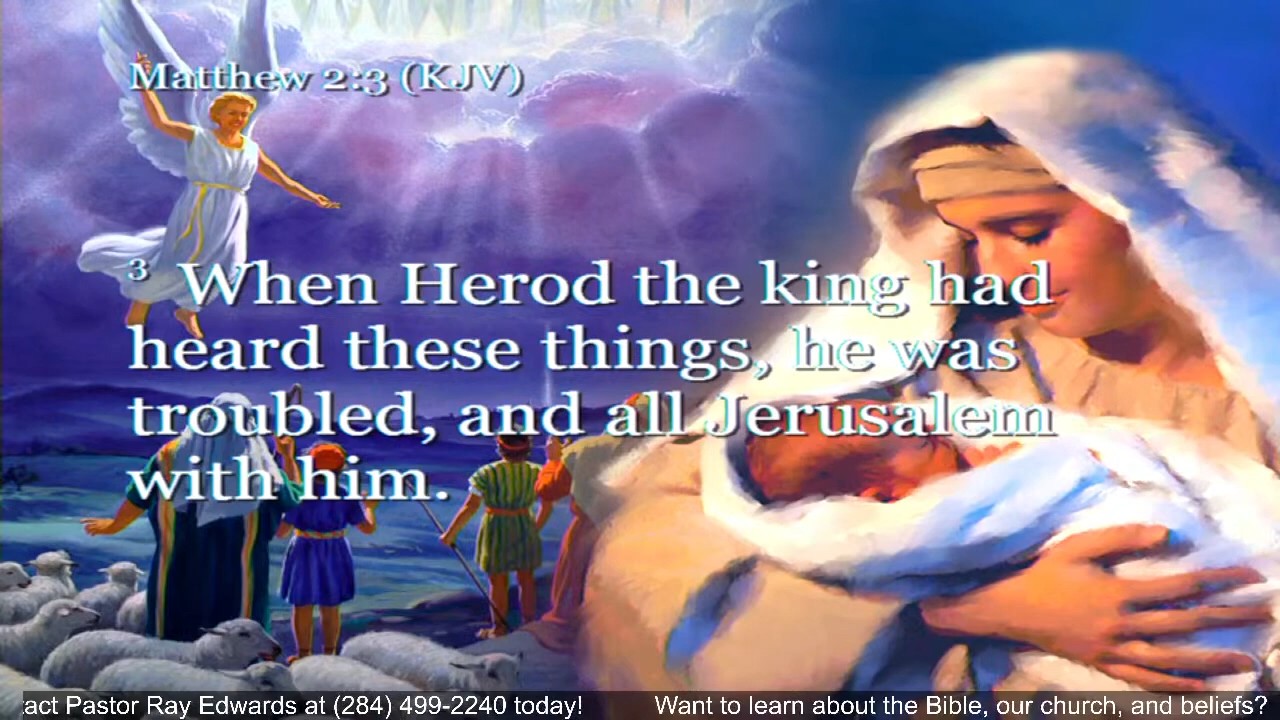 Matthew 2:3 (KJV)
3 When Herod the king had
heard these things, he was
troubled, and all Jerusalem
with him.
act Pastor Ray Edwards at (284) 499-2240 today! Want to learn about the Bible, our church, and beliefs?